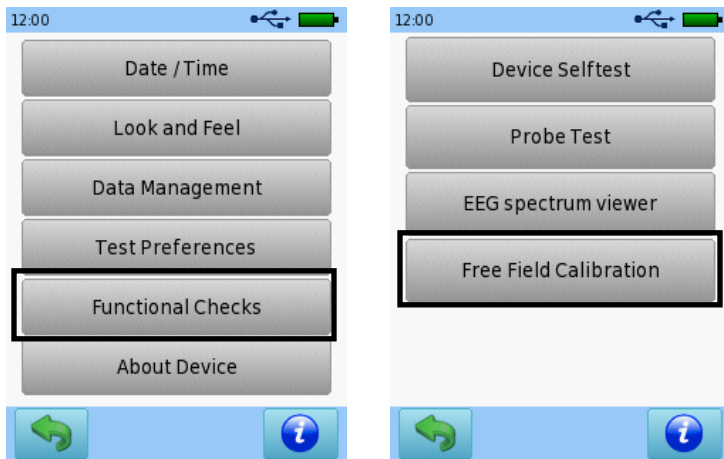 12:00
Date / Time
Look and Feel
Data Management
Test Preferences
Functional Checks
About Device
i
12:00
Device Selftest
Probe Test
EEG spectrum viewer
Free Field Calibration
i